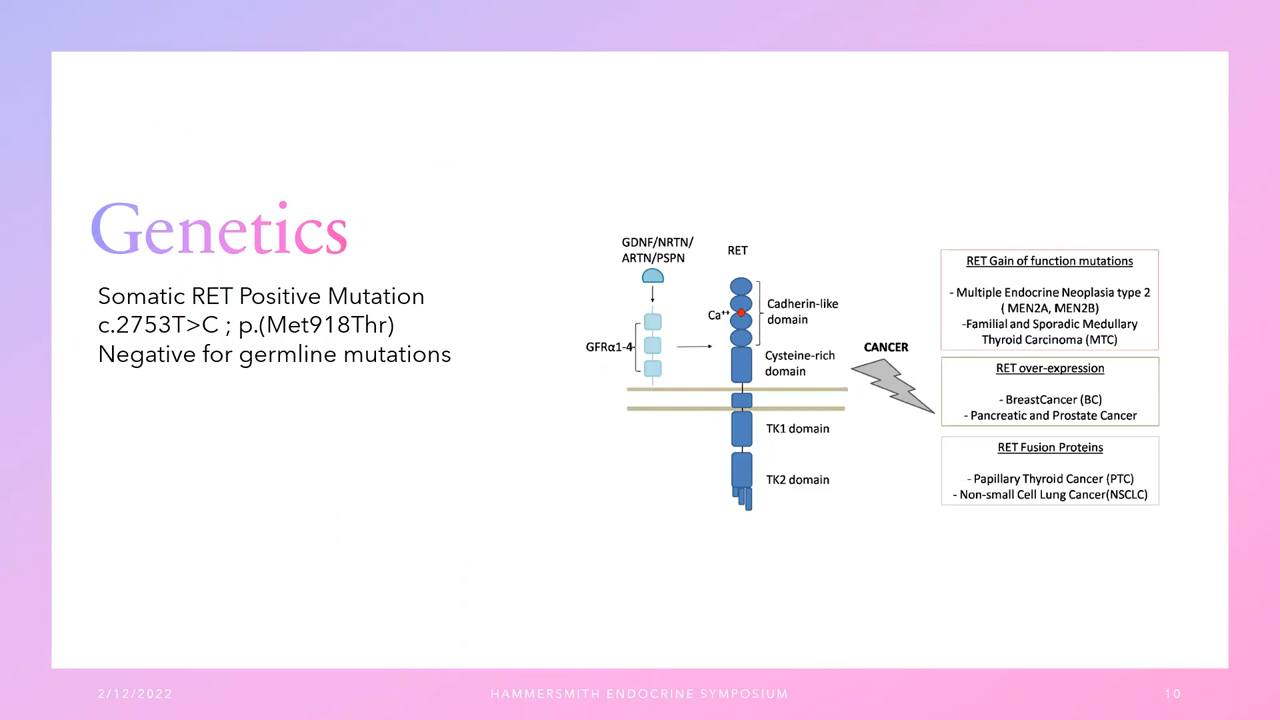 Genetics
Somatic RET Positive Mutation
c.2753T>C ; p.(Met918Thr)
Negative for germline mutations
GDNF/NRTN/
ARTN/PSPN
RET
Ca++
Cadherin-like
domain
GFRα1-4
Cysteine-rich
domain
TK1 domain
TK2 domain
CANCER
RET Gain of function mutations
- Multiple Endocrine Neoplasia type 2
( MEN2A, MEN2B)
-Familial and Sporadic Medullary
Thyroid Carcinoma (MTC)
RET over-expression
- BreastCancer (BC)
- Pancreatic and Prostate Cancer
RET Fusion Proteins
- Papillary Thyroid Cancer (PTC)
- Non-small Cell Lung Cancer(NSCLC)
2/12/2022
HAMMERSMITH ENDOCRINE SYMPOSIUM
10